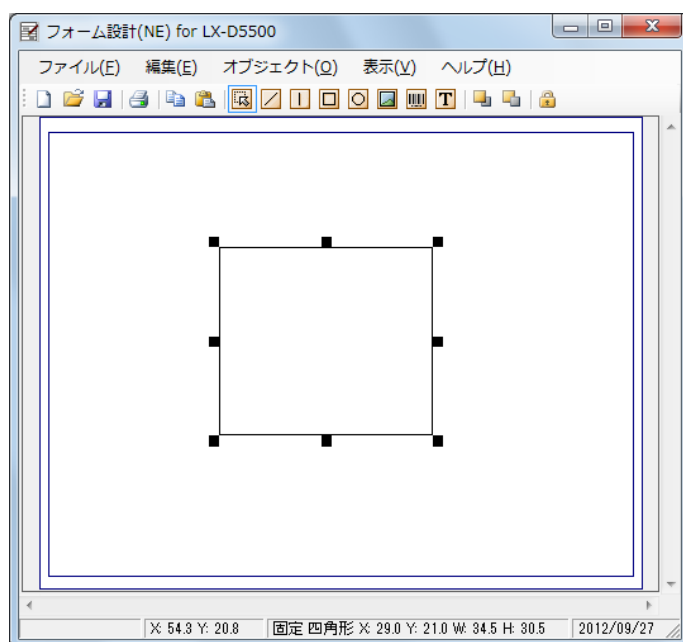 フォーム設計(NE) for LX-D5500
ファイル(F) 編集(E) オブジェクト(O) 表示(V) ヘルプ(H)
T
X: 54.3 Y: 20.8 固定 四角形 X: 29.0 Y: 21.0 W: 34.5 H: 30.5 2012/09/27